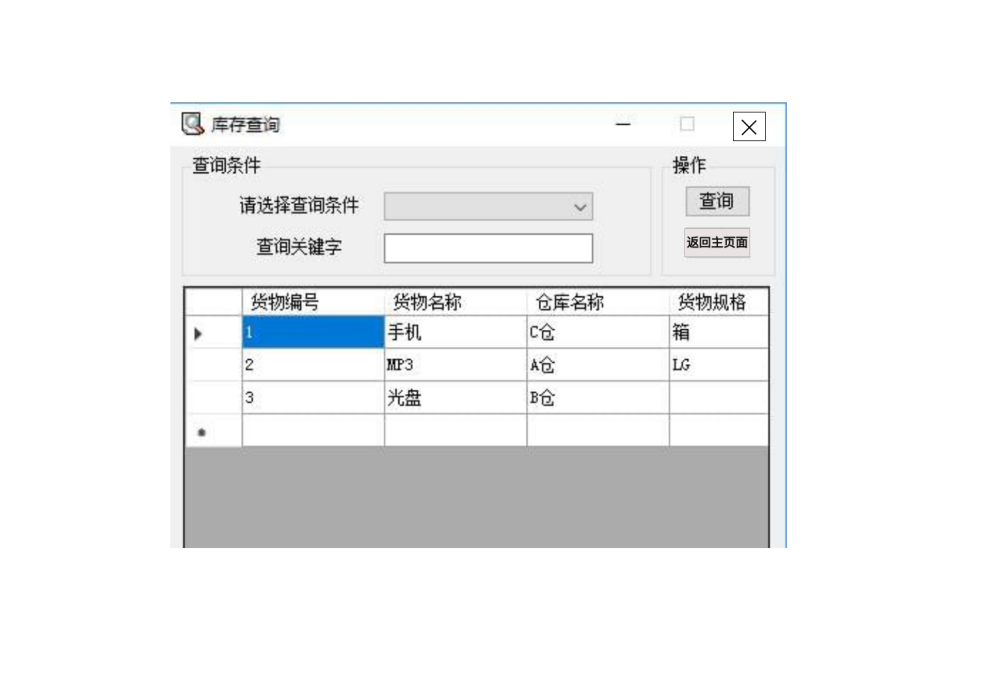 库存查询
查询条件
操作
请选择查询条件
查询
查询关键字
返回主页面
货物编号 货物名称 仓库名称 货物规格
1 手机 C仓 箱
2 MP3 A仓 LG
3 光盘 B仓